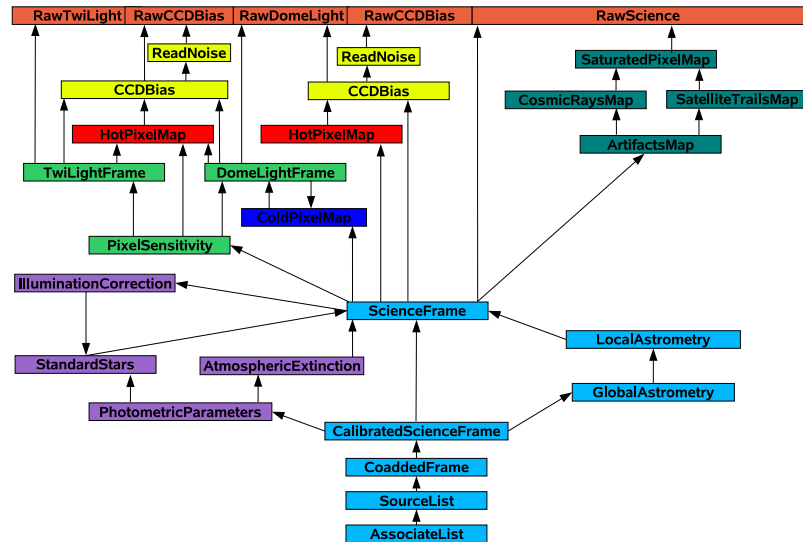 RawTwiLight RawCCDBias RawDomeLight RawCCDBias RawScience
ReadNoise
ReadNoise
SaturatedPixelMap
CCDBias
CCDBias
CosmicRaysMap
SatelliteTrailsMap
HotPixelMap
HotPixelMap
ArtifactsMap
TwiLightFrame
DomeLightFrame
ColdPixelMap
PixelSensitivity
IlluminationCorrection
ScienceFrame
LocalAstrometry
StandardStars
AtmosphericExtinction
GlobalAstrometry
PhotometricParameters
CalibratedScienceFrame
CoaddedFrame
SourceList
AssociateList